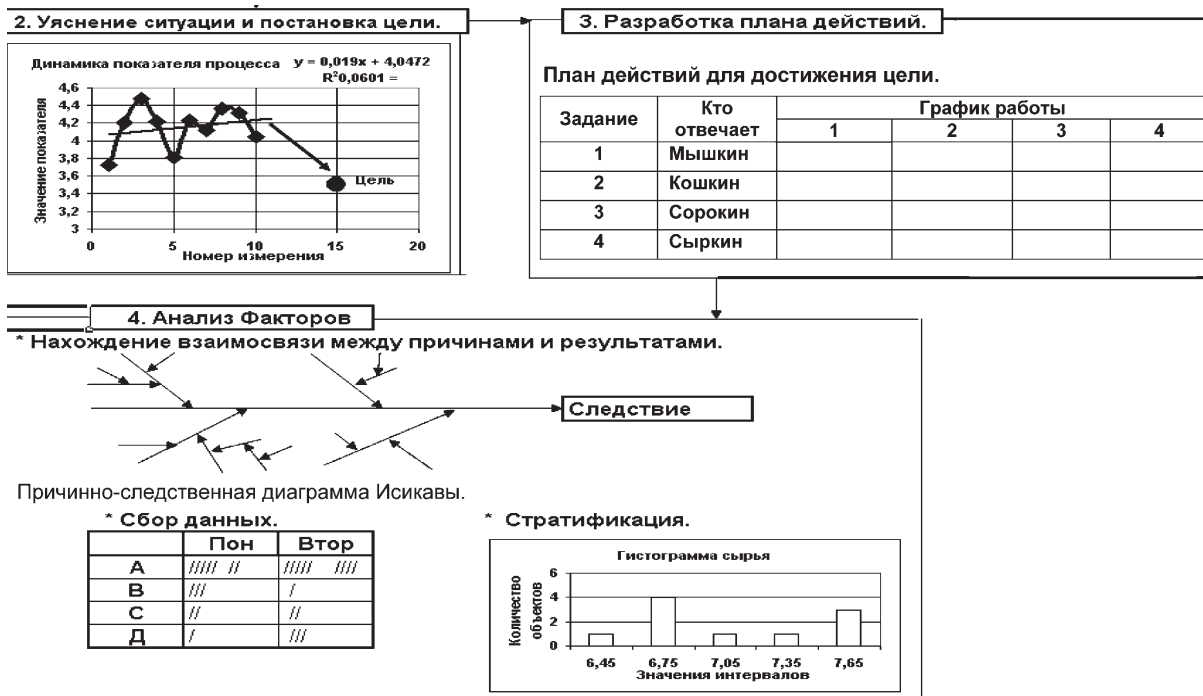 2. Уяснение ситуации и постановка цели.
Динамика показателя процесса y = 0,019x + 4,0472
R²0,0601 =
Значение показателя
4,6
4,4
4,2
4
3,8
3,6
3,4
3,2
3
Цель
0 5 10 15 20
Номер измерения
3. Разработка плана действий.
План действий для достижения цели.
Задание Кто отвечает График работы
1 2 3 4
1 Мышкин
2 Кошкин
3 Сорокин
4 Сыркин
4. Анализ Факторов
* Нахождение взаимосвязи между причинами и результатами.
Следствие
Причинно-следственная диаграмма Исикавы.
* Сбор данных.
Пон Втор
А ///// // ///// ////
В /// /
С // //
Д / ///
* Стратификация.
Гистограмма сырья
Количество объектов
6
4
2
0
6,45 6,75 7,05 7,35 7,65
Значения интервалов